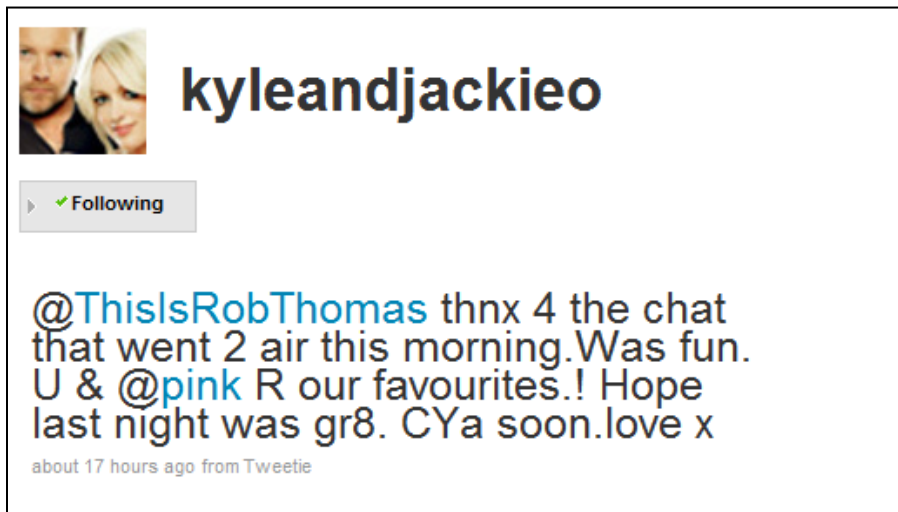 kyleandjackieo
Following
@ThisIsRobThomas thnx 4 the chat
that went 2 air this morning.Was fun.
U & @pink R our favourites.! Hope
last night was gr8. CYa soon.love x
about 17 hours ago from Tweetie